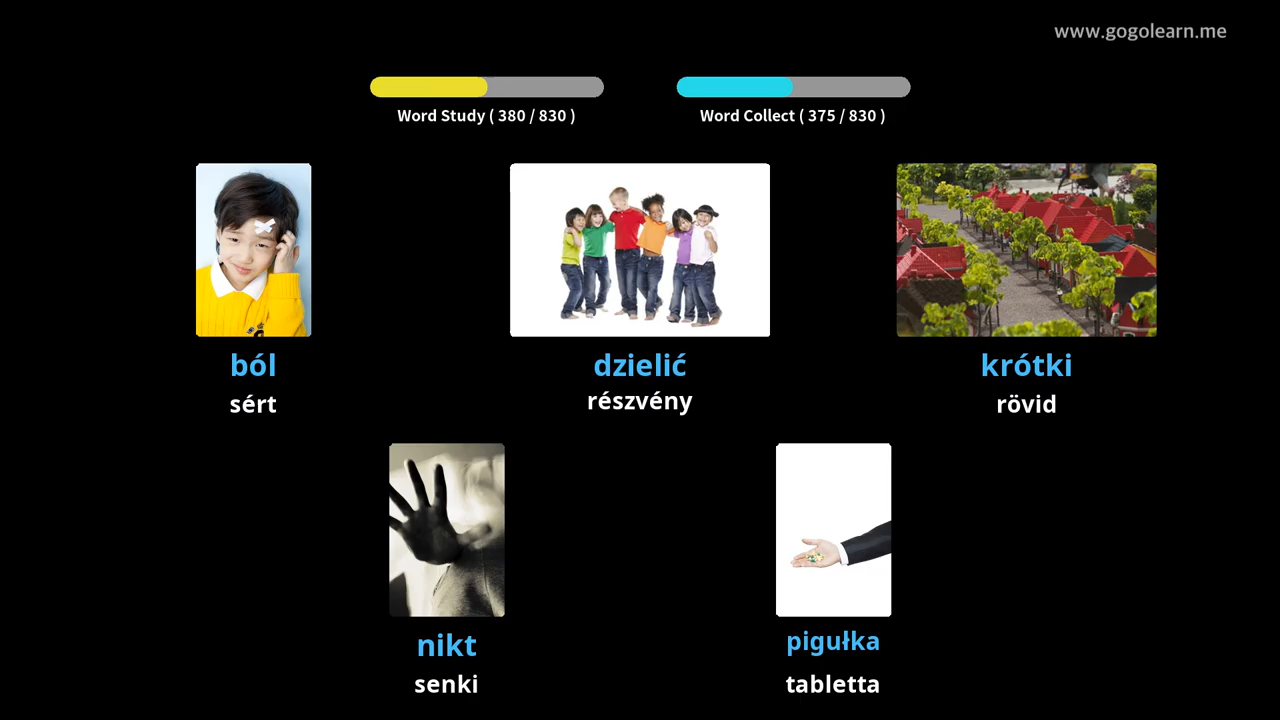 www.gogolearn.me
Word Study ( 380 / 830 )
Word Collect ( 375 / 830 )
ból
sért
dzielić
részvény
krótki
rövid
nikt
senki
pigułka
tabletta